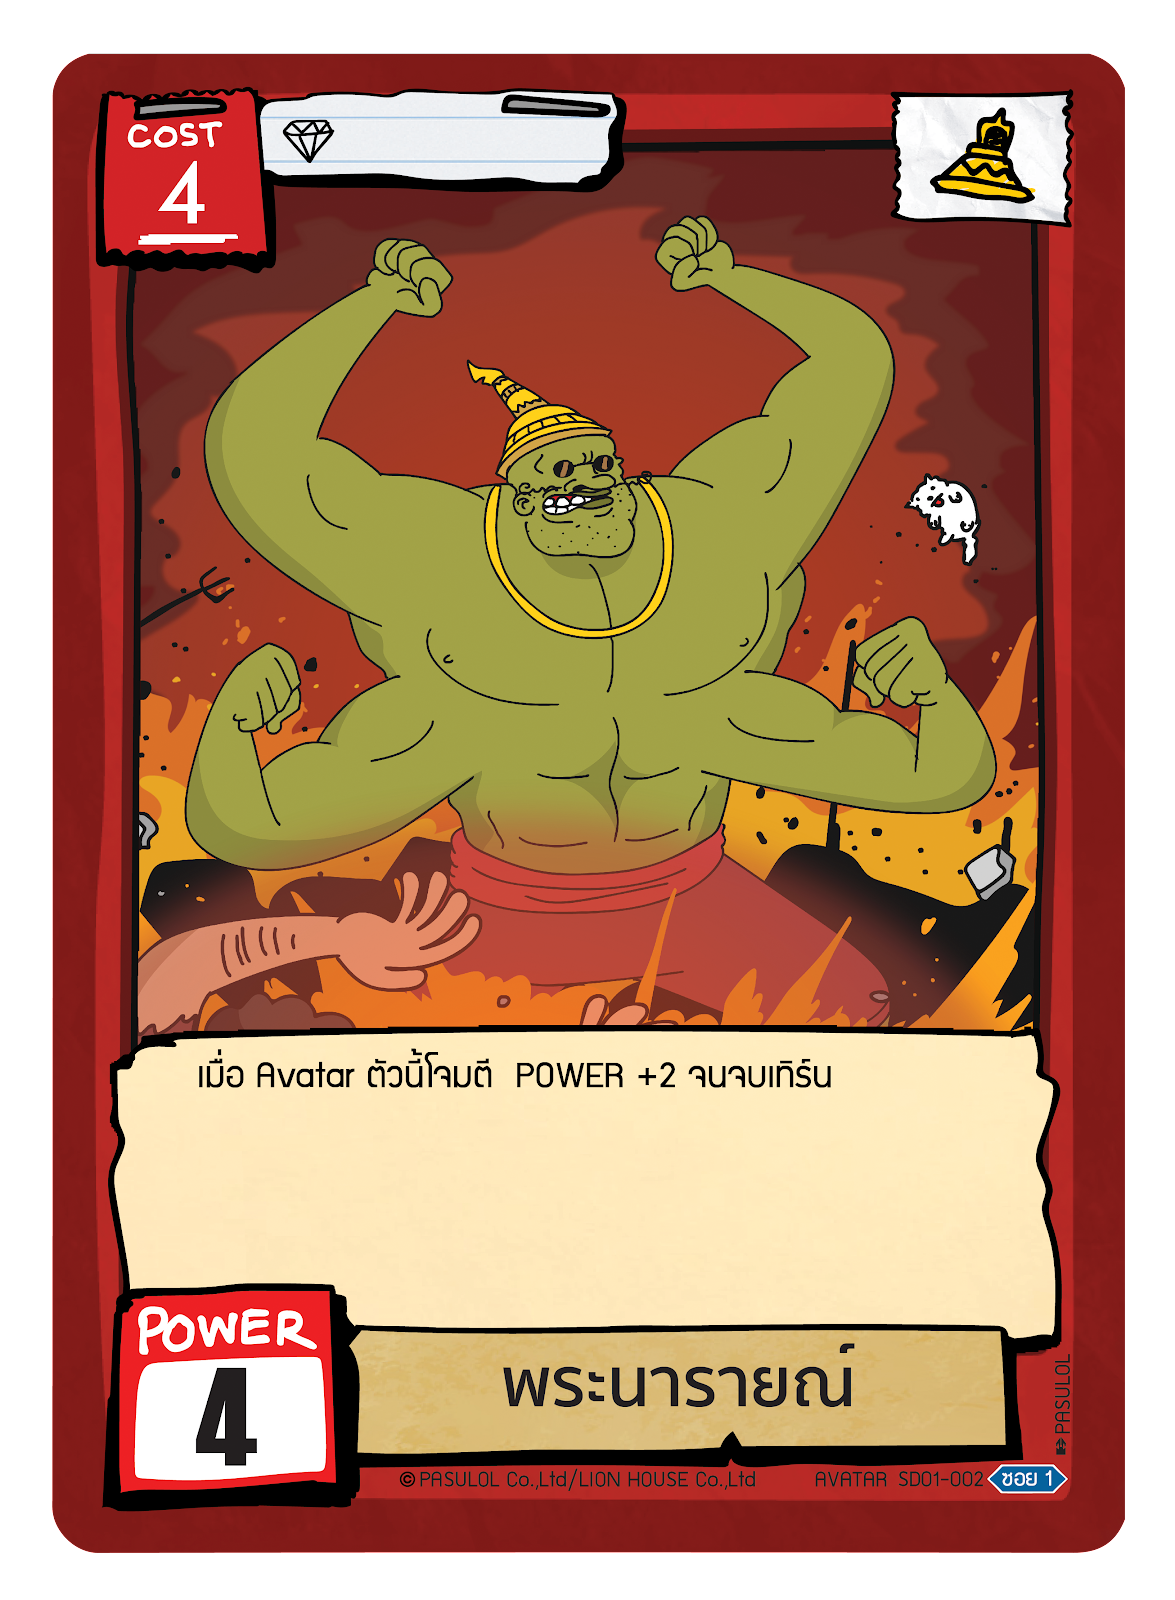 COST
4
เมื่อ Avatar ตัวนี้โจมตี POWER +2 จนจบเทิร์น
POWER
4
พระนารายณ์
PASULOL
© PASULOL Co.,Ltd/LION HOUSE Co.,Ltd
AVATAR SD01-002 ซอย 1